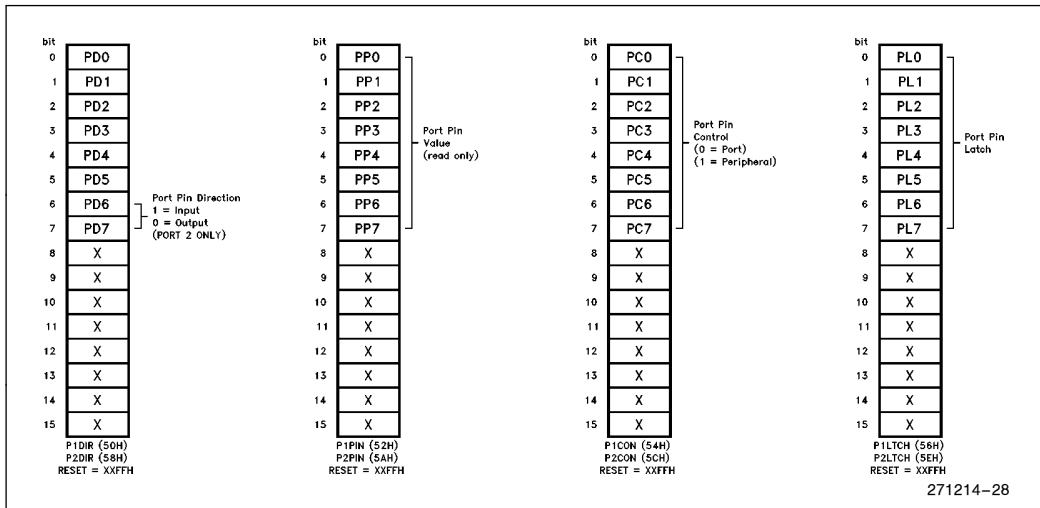 bit
0 PD0
1 PD1
2 PD2
3 PD3
4 PD4
5 PD5
6 PD6
7 PD7
8 X
9 X
10 X
11 X
12 X
13 X
14 X
15 X
Port Pin Direction
1 = Input
0 = Output
(PORT 2 ONLY)
P1DIR (50H)
P2DIR (58H)
RESET = XXFFH
bit
0 PP0
1 PP1
2 PP2
3 PP3
4 PP4
5 PP5
6 PP6
7 PP7
8 X
9 X
10 X
11 X
12 X
13 X
14 X
15 X
Port Pin
Value
(read only)
P1PIN (52H)
P2PIN (5AH)
RESET = XXFFH
bit
0 PC0
1 PC1
2 PC2
3 PC3
4 PC4
5 PC5
6 PC6
7 PC7
8 X
9 X
10 X
11 X
12 X
13 X
14 X
15 X
Port Pin
Control
(0 = Port)
(1 = Peripheral)
P1CON (54H)
P2CON (5CH)
RESET = XXFFH
bit
0 PL0
1 PL1
2 PL2
3 PL3
4 PL4
5 PL5
6 PL6
7 PL7
8 X
9 X
10 X
11 X
12 X
13 X
14 X
15 X
Port Pin
Latch
P1LTCH (56H)
P2LTCH (5EH)
RESET = XXFFH
271214-28